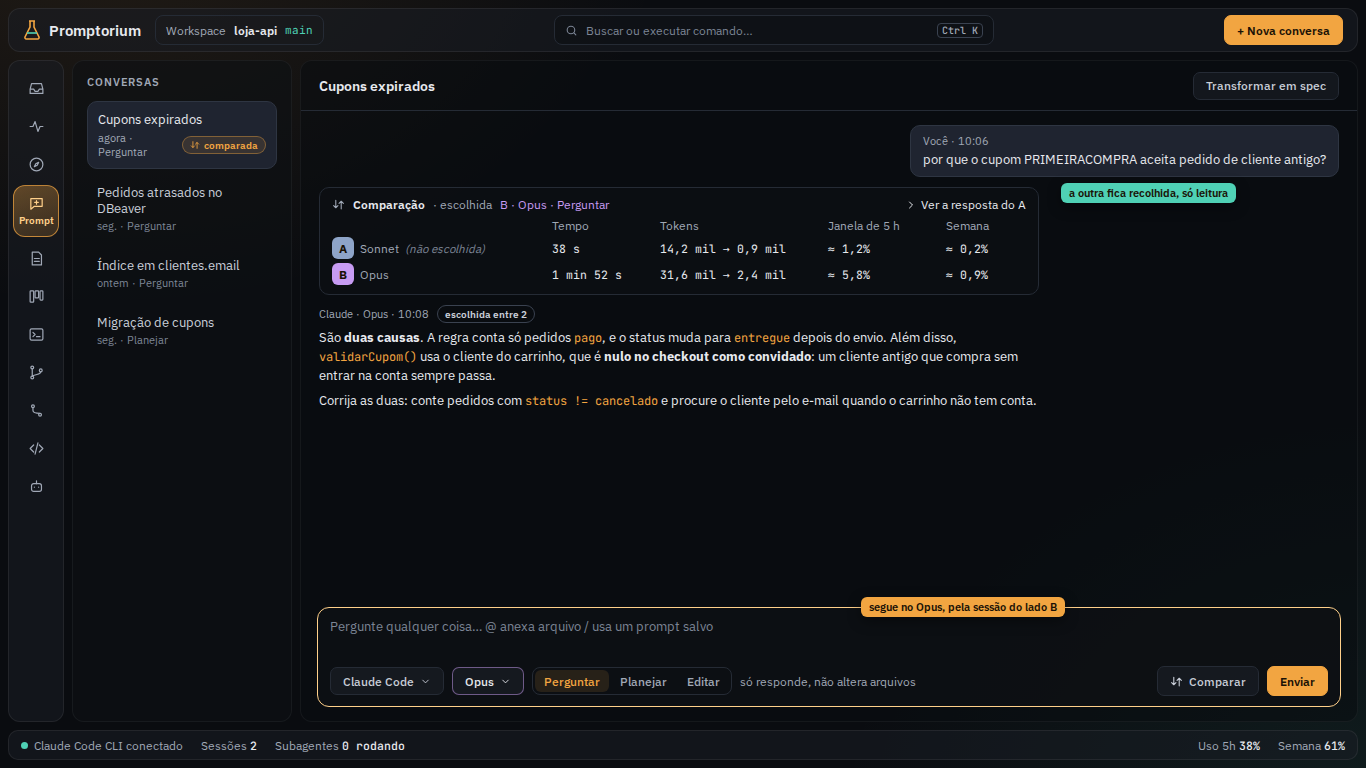 Promptorium
Workspace loja-api main
Buscar ou executar comando...
Ctrl K
+ Nova conversa
Prompt
CONVERSAS
Cupons expirados
agora ·
Perguntar
comparada
Pedidos atrasados no
DBeaver
seg. · Perguntar
Índice em clientes.email
ontem · Perguntar
Migração de cupons
seg. · Planejar
Cupons expirados
Transformar em spec
Você · 10:06
por que o cupom PRIMEIRACOMPRA aceita pedido de cliente antigo?
a outra fica recolhida, só leitura
Comparação · escolhida B · Opus · Perguntar
Ver a resposta do A
Tempo Tokens Janela de 5 h Semana
A Sonnet (não escolhida) 38 s 14,2 mil → 0,9 mil ≈ 1,2% ≈ 0,2%
B Opus 1 min 52 s 31,6 mil → 2,4 mil ≈ 5,8% ≈ 0,9%
Claude · Opus · 10:08 escolhida entre 2
São duas causas. A regra conta só pedidos pago, e o status muda para entregue depois do envio. Além disso,
validarCupom() usa o cliente do carrinho, que é nulo no checkout como convidado: um cliente antigo que compra sem
entrar na conta sempre passa.
Corrija as duas: conte pedidos com status != cancelado e procure o cliente pelo e-mail quando o carrinho não tem conta.
segue no Opus, pela sessão do lado B
Pergunte qualquer coisa... @ anexa arquivo / usa um prompt salvo
Claude Code
Opus
Perguntar Planejar Editar
só responde, não altera arquivos
Comparar
Enviar
Claude Code CLI conectado
Sessões 2
Subagentes 0 rodando
Uso 5h 38%
Semana 61%